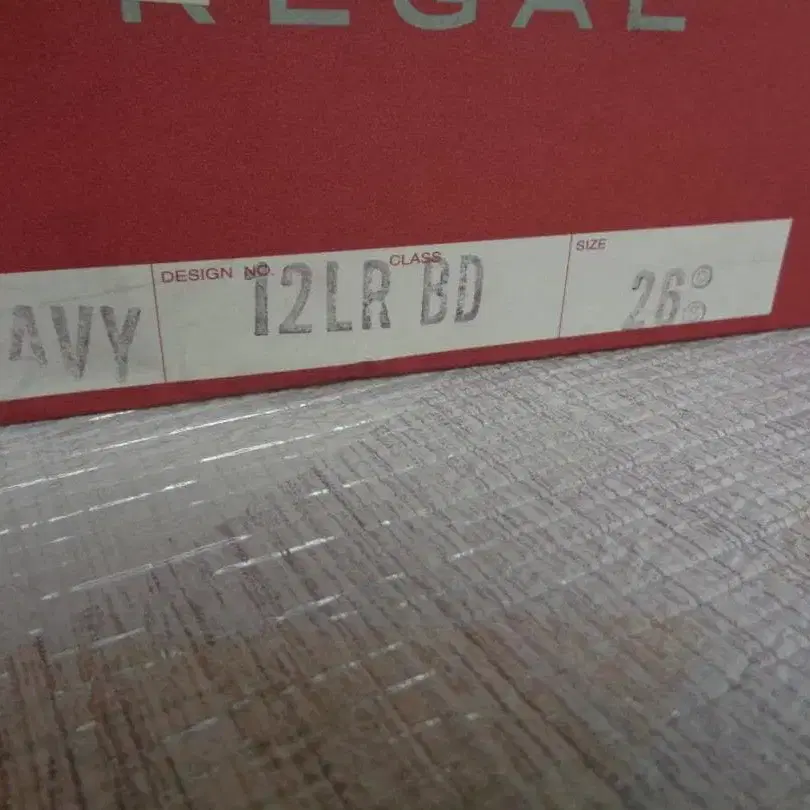 REGAL
DESIGN NO. CLASS SIZE
AVY 12LR BD 26